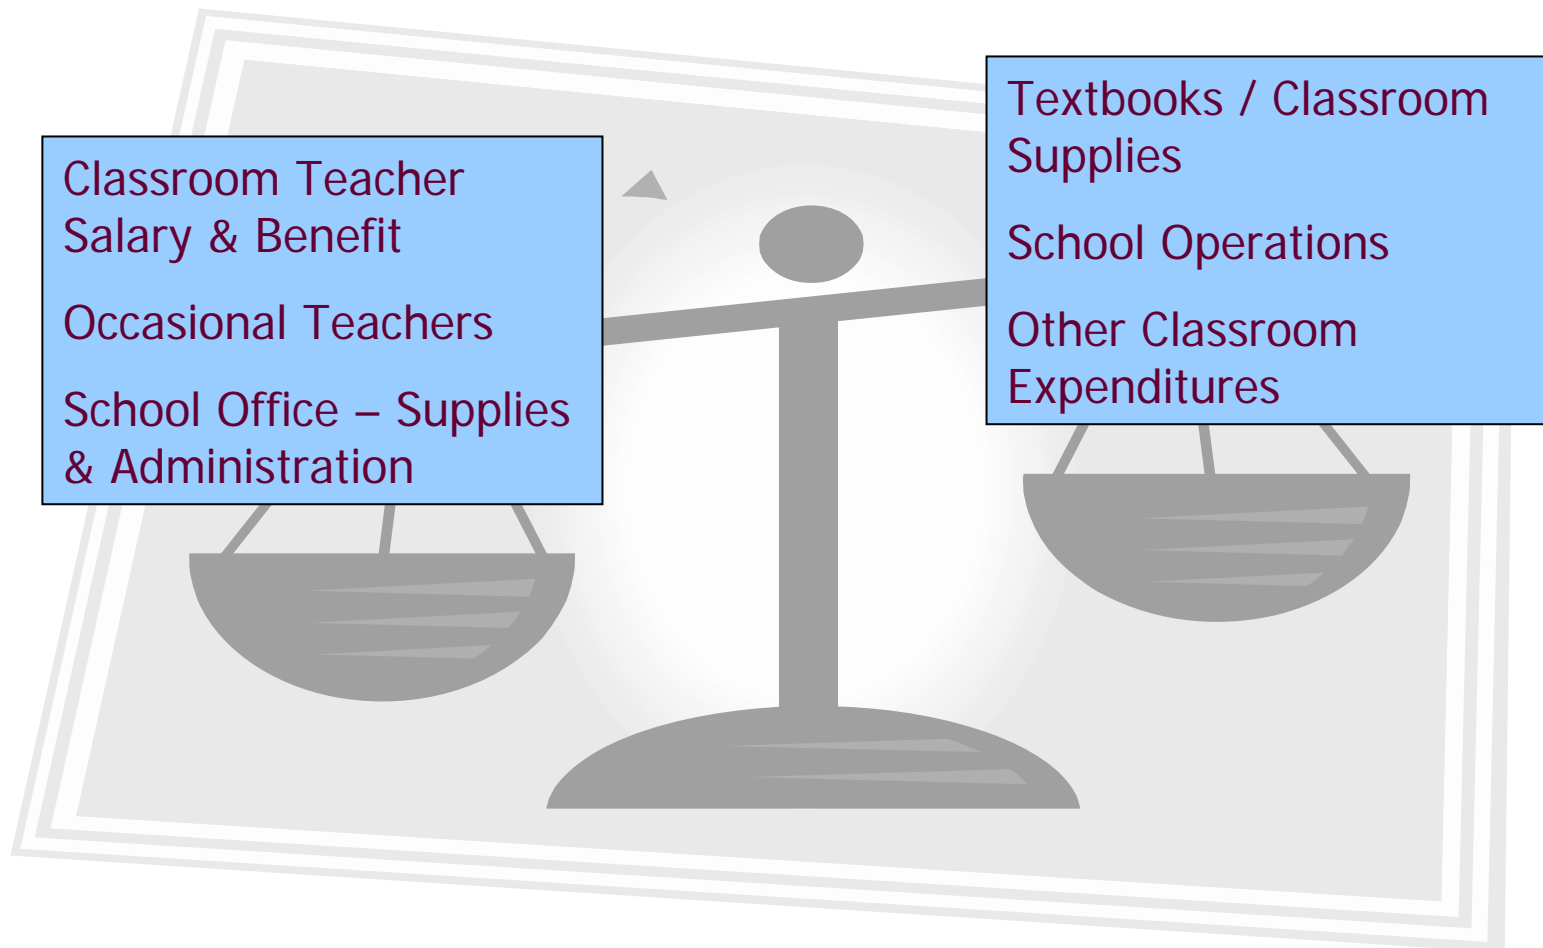 Classroom Teacher
Salary & Benefit
Occasional Teachers
School Office – Supplies
& Administration
Textbooks / Classroom
Supplies
School Operations
Other Classroom
Expenditures